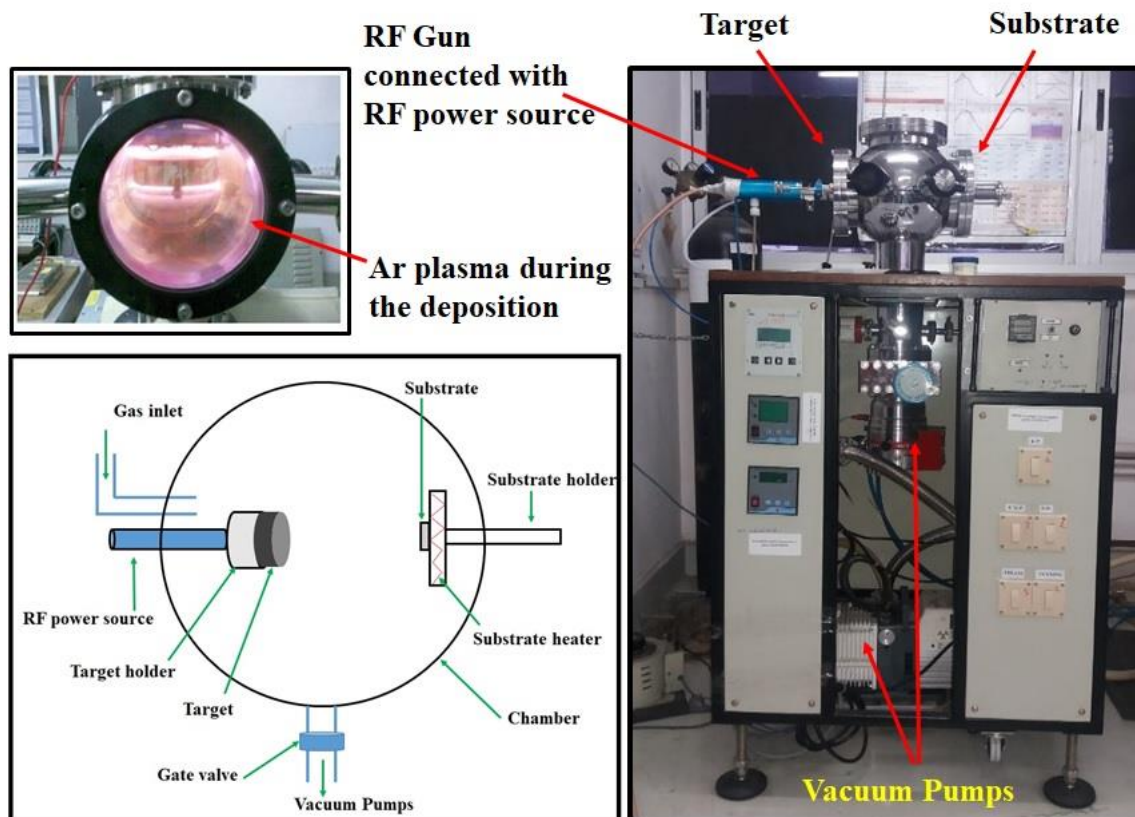 RF Gun
connected with
RF power source
Target
Substrate
Ar plasma during
the deposition
Gas inlet
Substrate
Substrate holder
RF power source
Target holder
Target
Substrate heater
Chamber
Gate valve
Vacuum Pumps
Vacuum Pumps